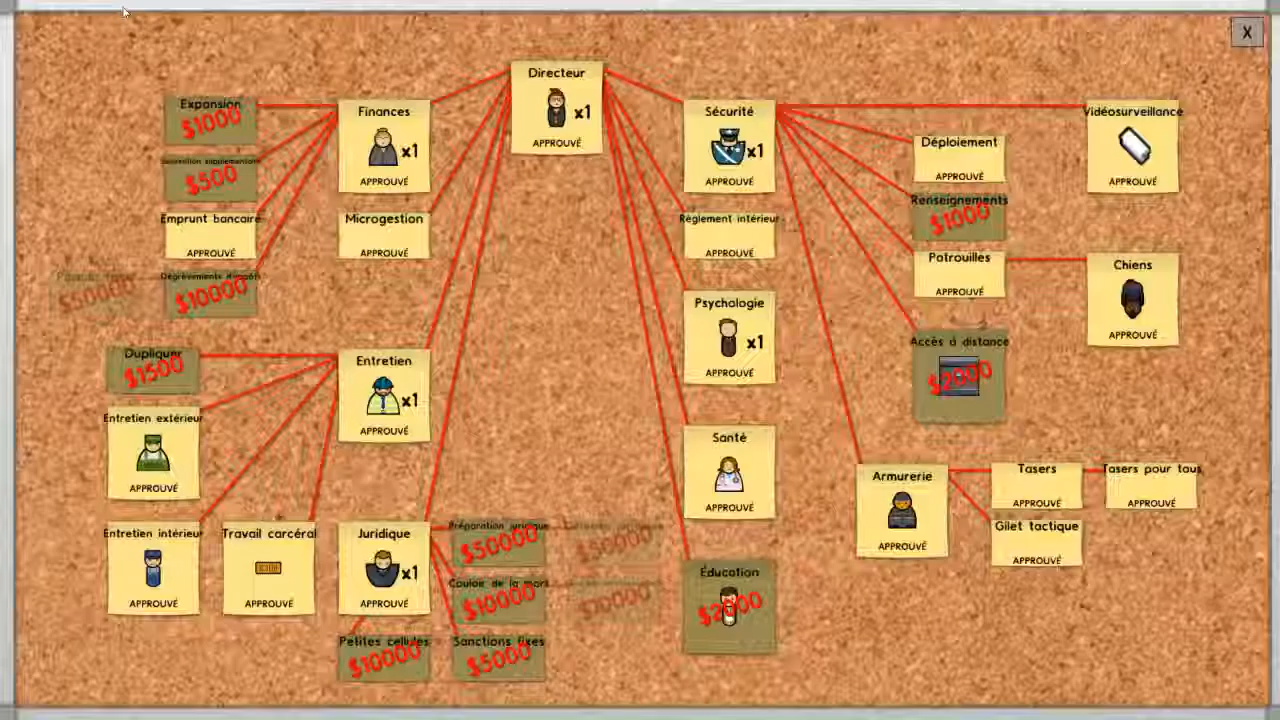 X
Directeur
x1
APPROUVÉ
Expansion
$1000
$500
Emprunt bancaire
APPROUVÉ
Dégrèvements d'impôts
$10000
$50000
Finances
x1
APPROUVÉ
Microgestion
APPROUVÉ
Dupliquer
$1500
Entretien extérieur
APPROUVÉ
Entretien
x1
APPROUVÉ
Entretien intérieur
APPROUVÉ
Travail carcéral
APPROUVÉ
Juridique
x1
APPROUVÉ
Préparation juridique
$50000
Couloir de la mort
$10000
Petites cellules
$10000
Sanctions fixes
$5000
Sécurité
x1
APPROUVÉ
Règlement intérieur
APPROUVÉ
Psychologie
x1
APPROUVÉ
Santé
APPROUVÉ
Éducation
$2000
Déploiement
APPROUVÉ
Renseignements
$1000
Patrouilles
APPROUVÉ
Accès à distance
$2000
Vidéosurveillance
APPROUVÉ
Chiens
APPROUVÉ
Armurerie
APPROUVÉ
Tasers
APPROUVÉ
Tasers pour tous
APPROUVÉ
Gilet tactique
APPROUVÉ